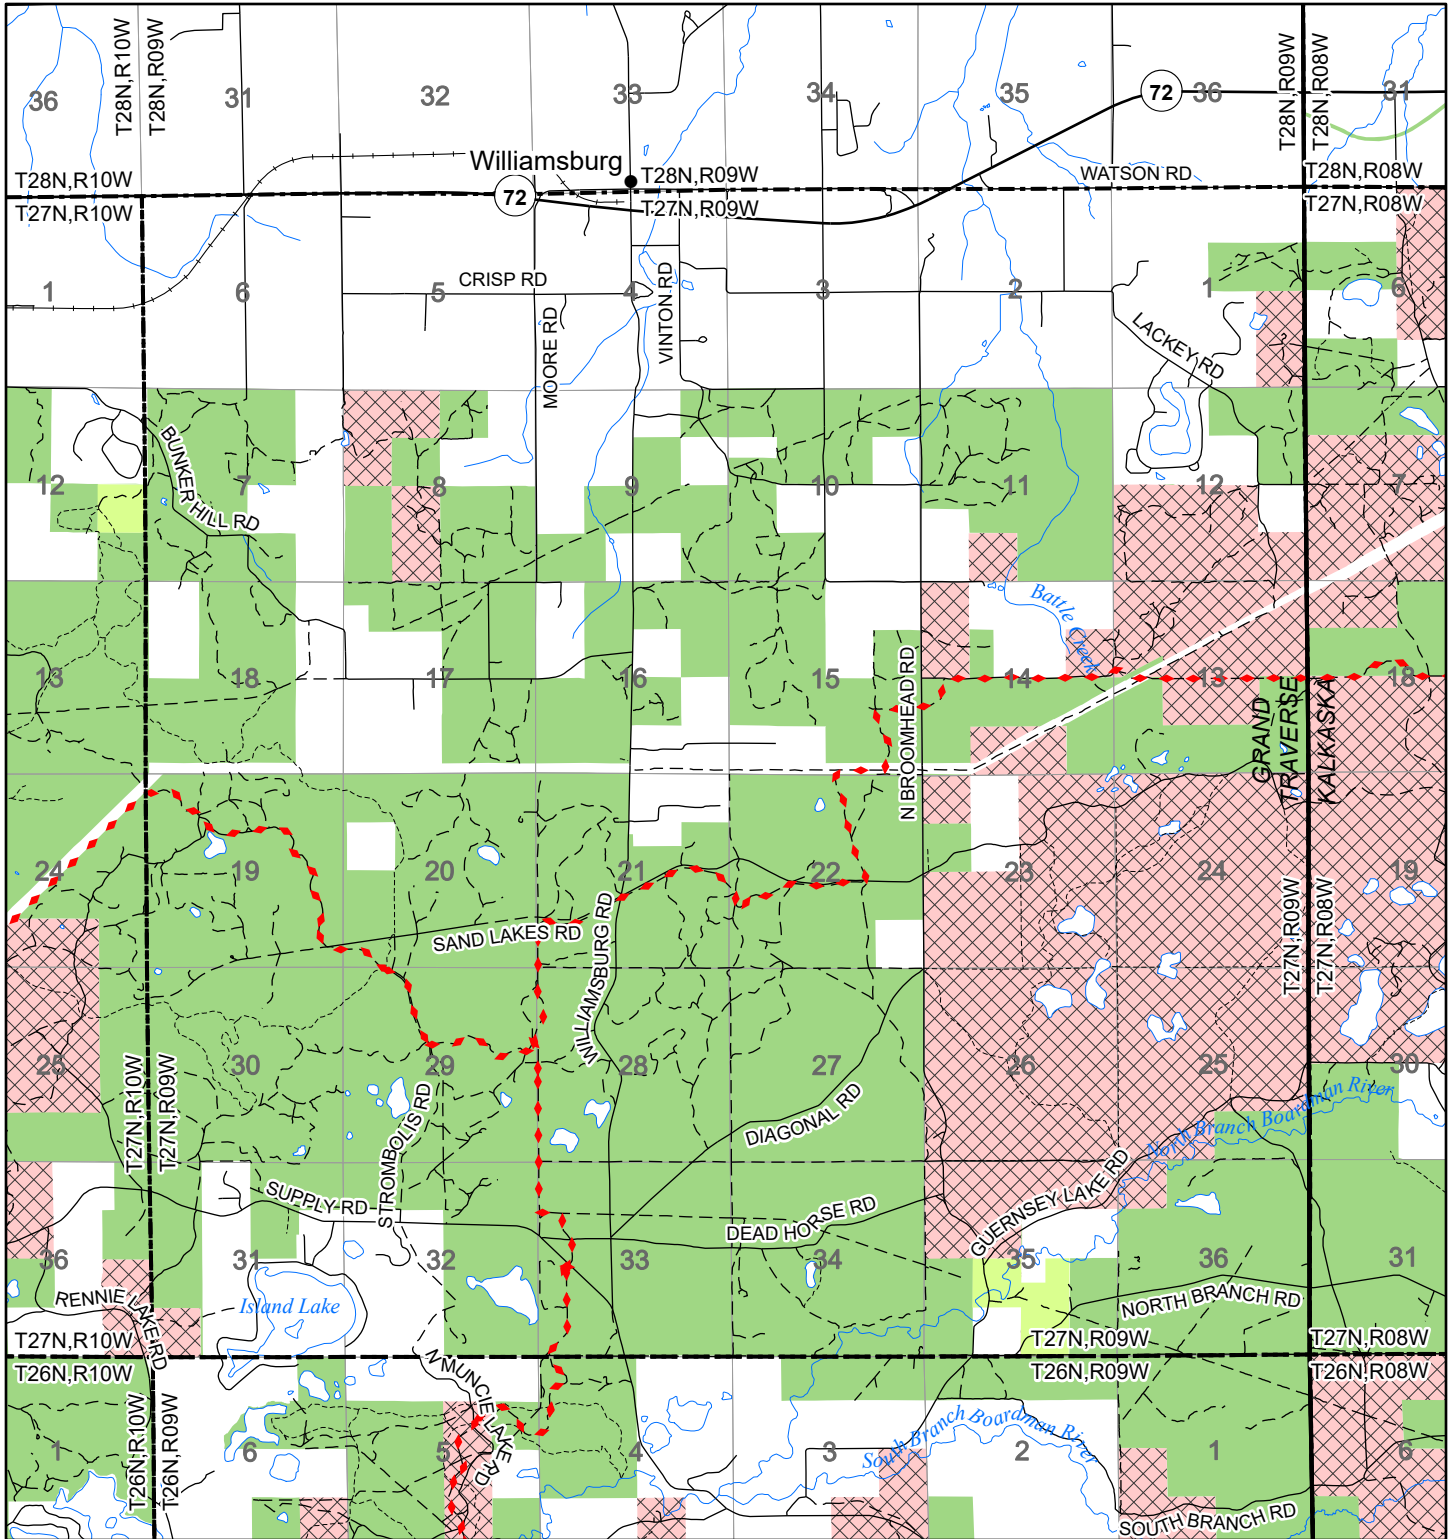 T28N,R10W
T28N,R09W
T28N,R09W
T28N,R08W
36
31
32
33
34
35
72
36
31
Williamsburg
T28N,R10W
T27N,R10W
72
T28N,R09W
T27N,R09W
WATSON RD
T28N,R08W
T27N,R08W
1
6
5
CRISP RD
4
3
2
1
6
MOORE RD
VINTON RD
LACKEY RD
12
7
8
9
10
11
12
7
BUNKER HILL RD
Battle Creek
13
18
17
16
15
14
13
18
N BROOMHEAD RD
GRAND
TRAVERSE
KALKASKA
24
19
20
21
22
23
24
19
SAND LAKES RD
WILLIAMSBURG RD
T27N,R09W
T27N,R08W
25
30
29
28
27
26
25
30
T27N,R10W
T27N,R09W
S TROMBOLIS RD
DIAGONAL RD
North Branch Boardman River
SUPPLY RD
DEAD HORSE RD
GUERNSEY LAKE RD
36
31
32
33
34
35
36
31
RENNIE LAKE RD
Island Lake
NORTH BRANCH RD
T27N,R10W
T26N,R10W
T27N,R09W
T26N,R09W
T27N,R08W
T26N,R08W
N MUNCIE LAKE RD
1
6
5
4
3
2
1
6
T26N,R10W
T26N,R09W
South Branch Boardman River
SOUTH BRANCH RD